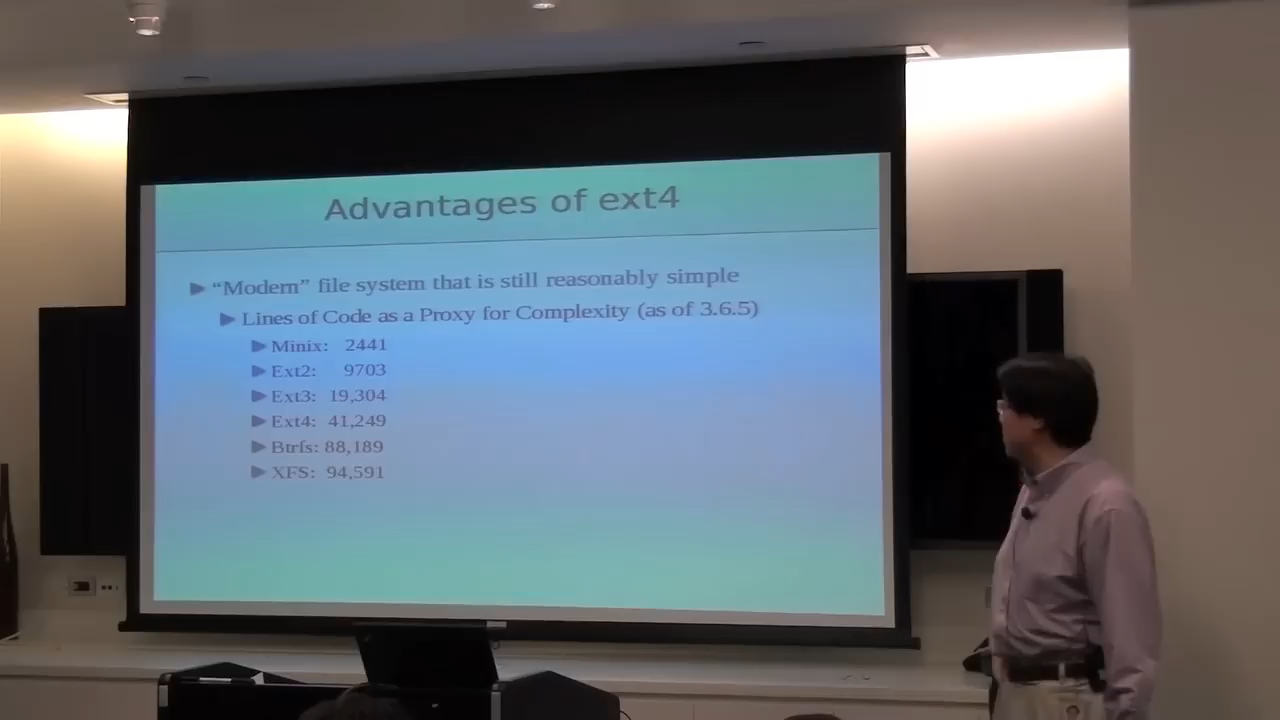 Advantages of ext4
"Modern" file system that is still reasonably simple
Lines of Code as a Proxy for Complexity (as of 3.6.5)
Minix: 2441
Ext2: 9703
Ext3: 19,304
Ext4: 41,249
Btrfs: 88,189
XFS: 94,591